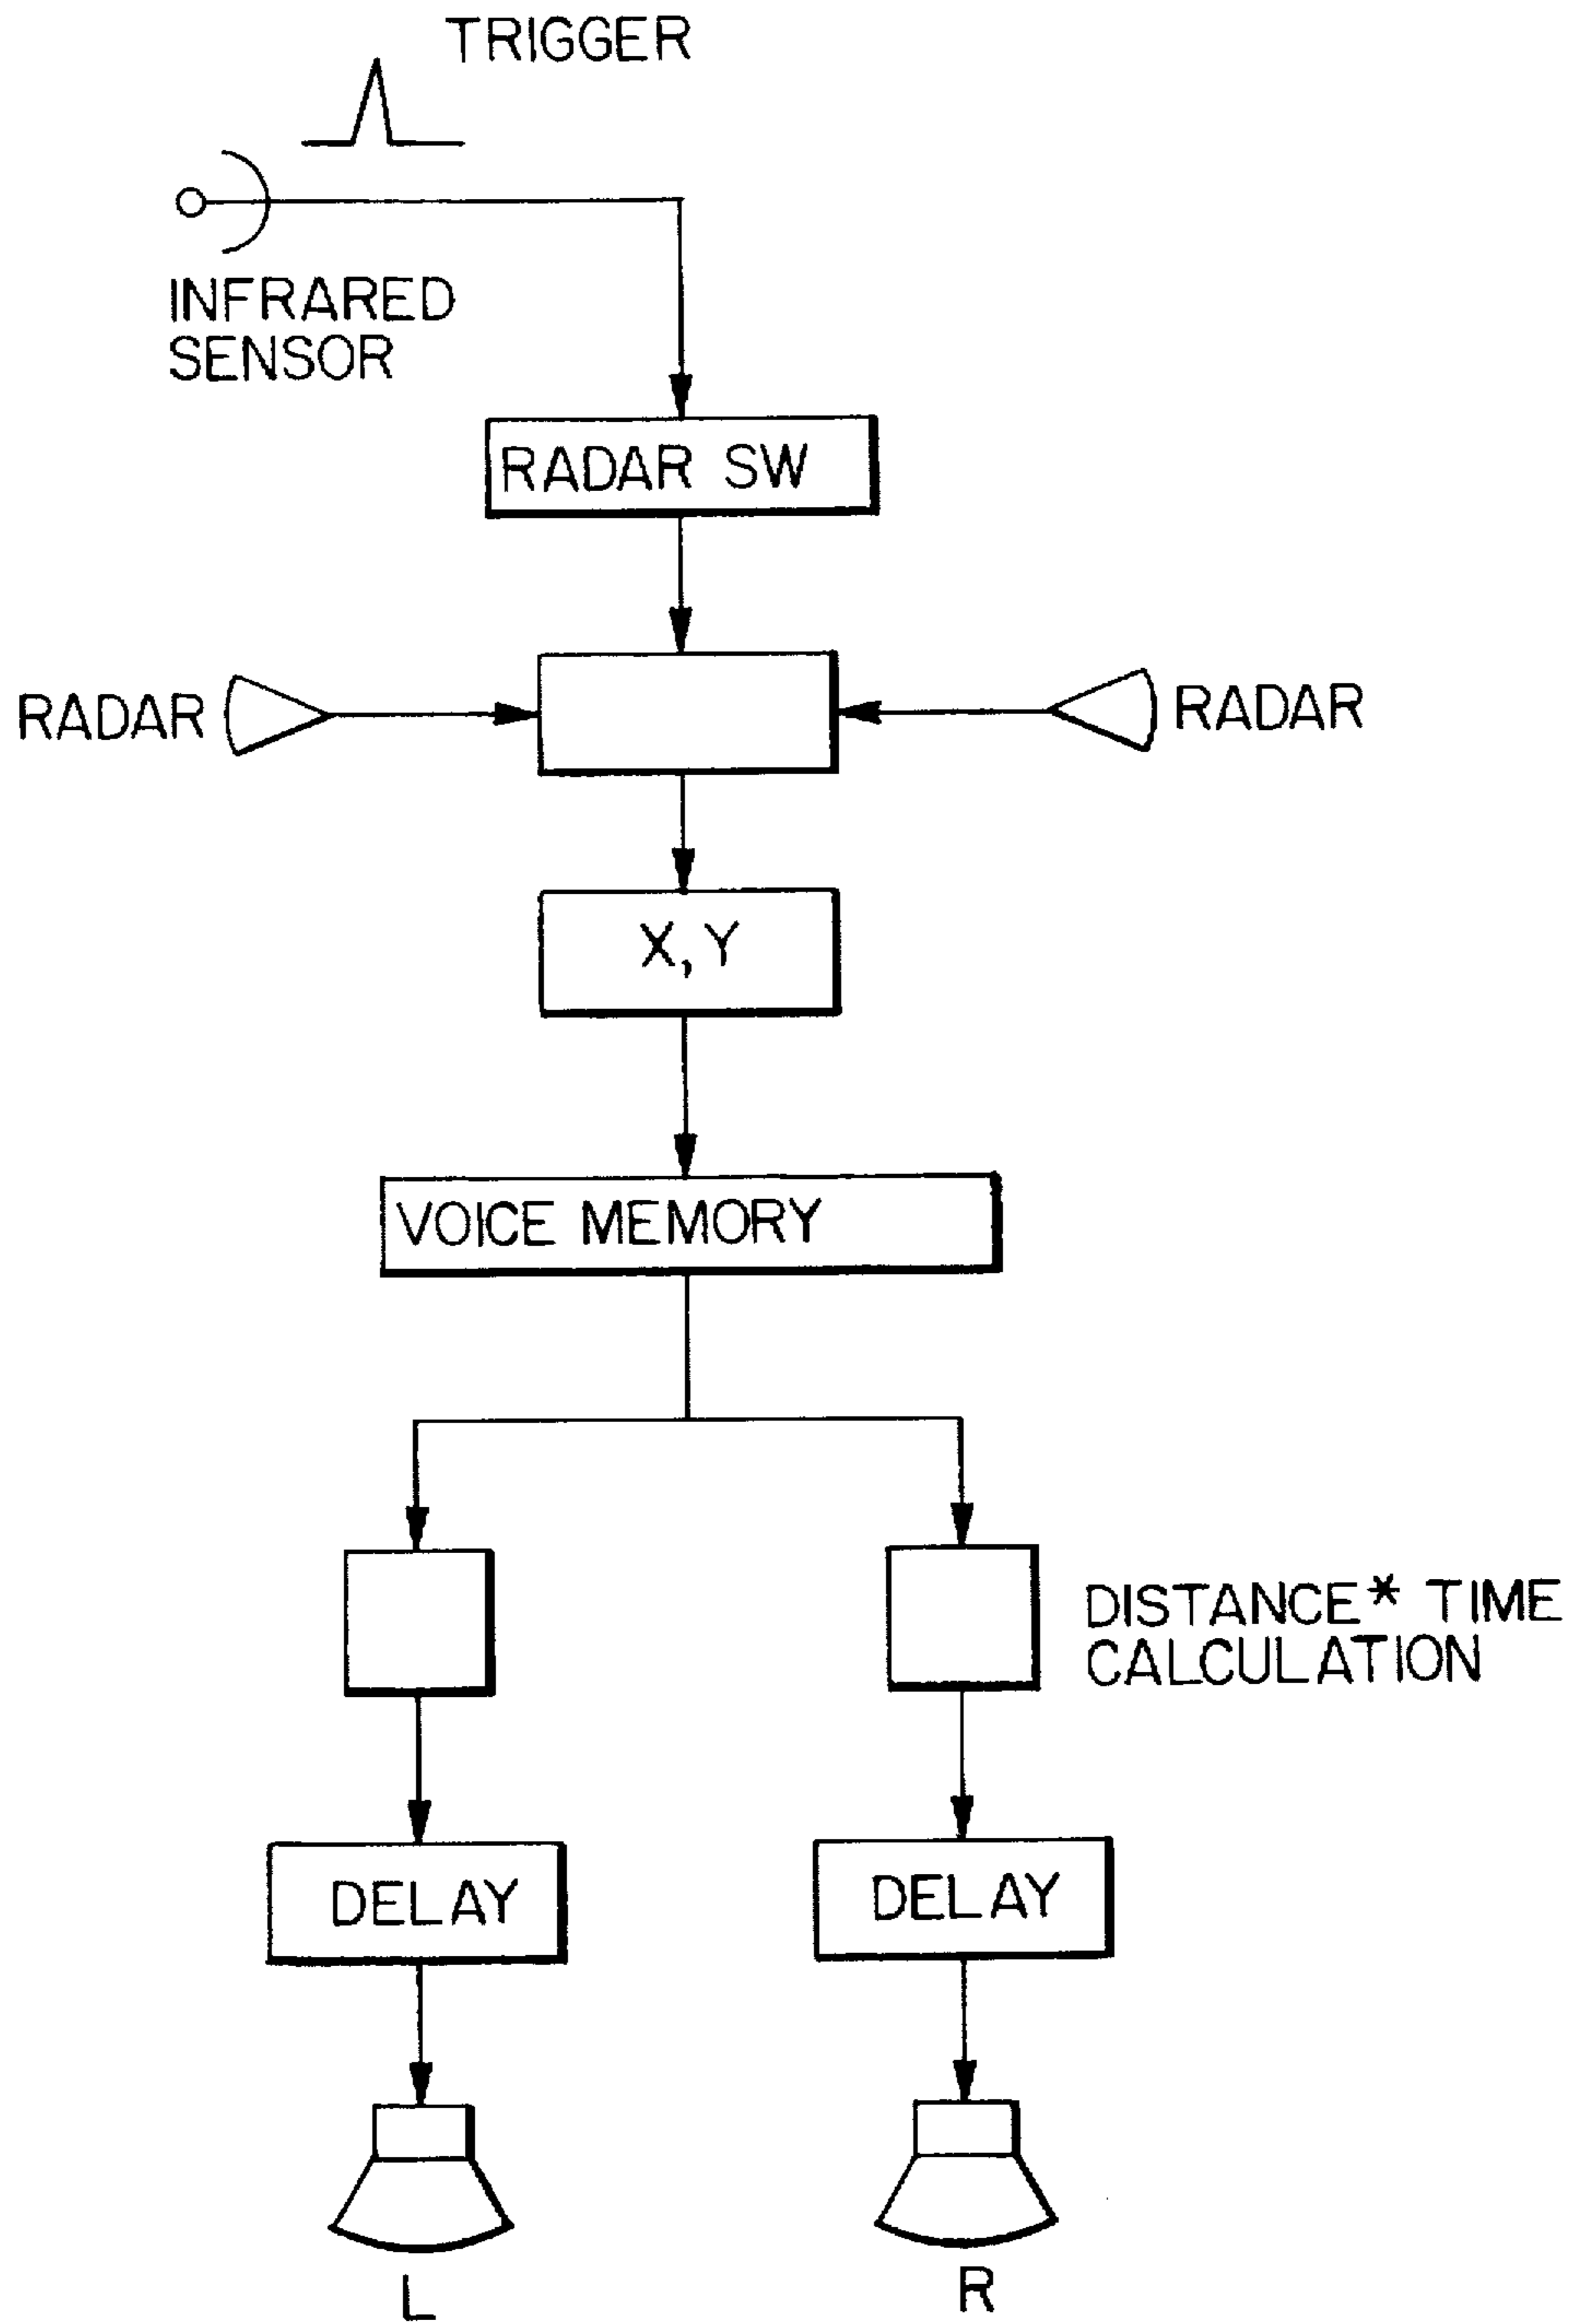 TRIGGER
INFRARED
SENSOR
RADAR SW
RADAR
RADAR
X, Y
VOICE MEMORY
DISTANCE* TIME
CALCULATION
DELAY
DELAY
L
R